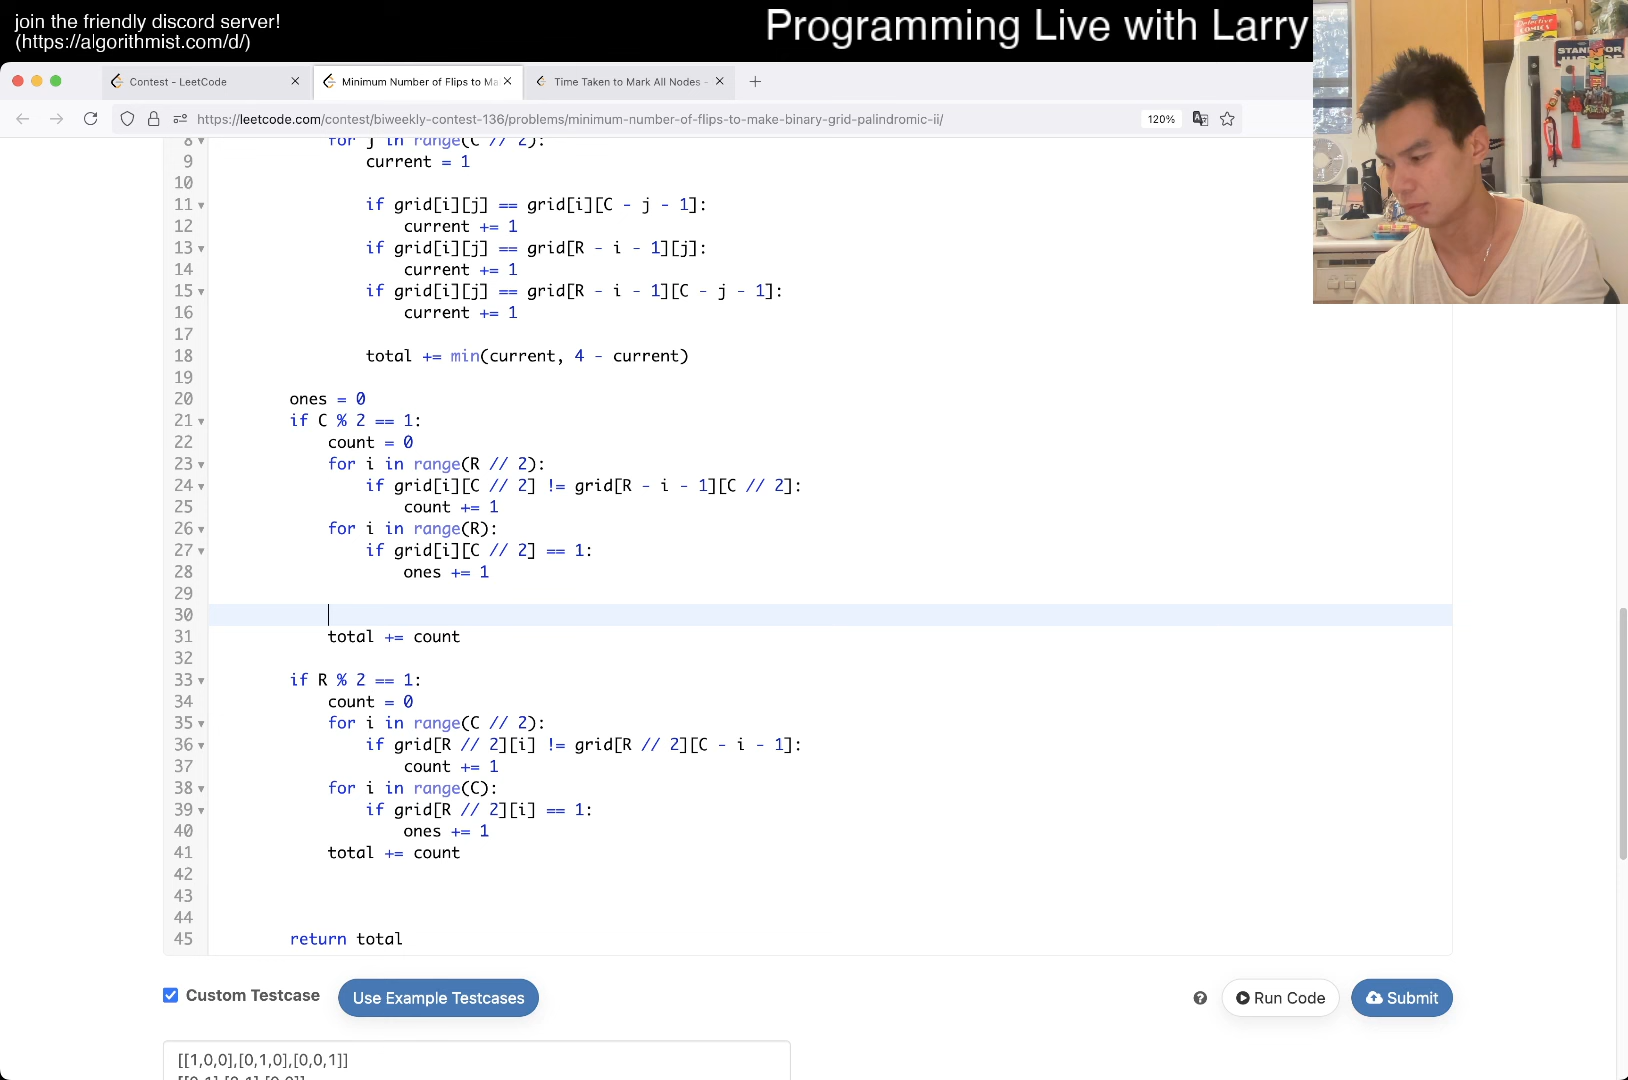 join the friendly discord server!
(https://algorithmist.com/d/)
Programming Live with Larry
Contest - LeetCode
Minimum Number of Flips to Ma
Time Taken to Mark All Nodes -
https://leetcode.com/contest/biweekly-contest-136/problems/minimum-number-of-flips-to-make-binary-grid-palindromic-ii/
120%
8 for j in range(C // 2):
9 current = 1
10
11 if grid[i][j] == grid[i][C - j - 1]:
12 current += 1
13 if grid[i][j] == grid[R - i - 1][j]:
14 current += 1
15 if grid[i][j] == grid[R - i - 1][C - j - 1]:
16 current += 1
17
18 total += min(current, 4 - current)
19
20 ones = 0
21 if C % 2 == 1:
22 count = 0
23 for i in range(R // 2):
24 if grid[i][C // 2] != grid[R - i - 1][C // 2]:
25 count += 1
26 for i in range(R):
27 if grid[i][C // 2] == 1:
28 ones += 1
29
30
31 total += count
32
33 if R % 2 == 1:
34 count = 0
35 for i in range(C // 2):
36 if grid[R // 2][i] != grid[R // 2][C - i - 1]:
37 count += 1
38 for i in range(C):
39 if grid[R // 2][i] == 1:
40 ones += 1
41 total += count
42
43
44
45 return total
Custom Testcase
Use Example Testcases
Run Code
Submit
[[1,0,0],[0,1,0],[0,0,1]]